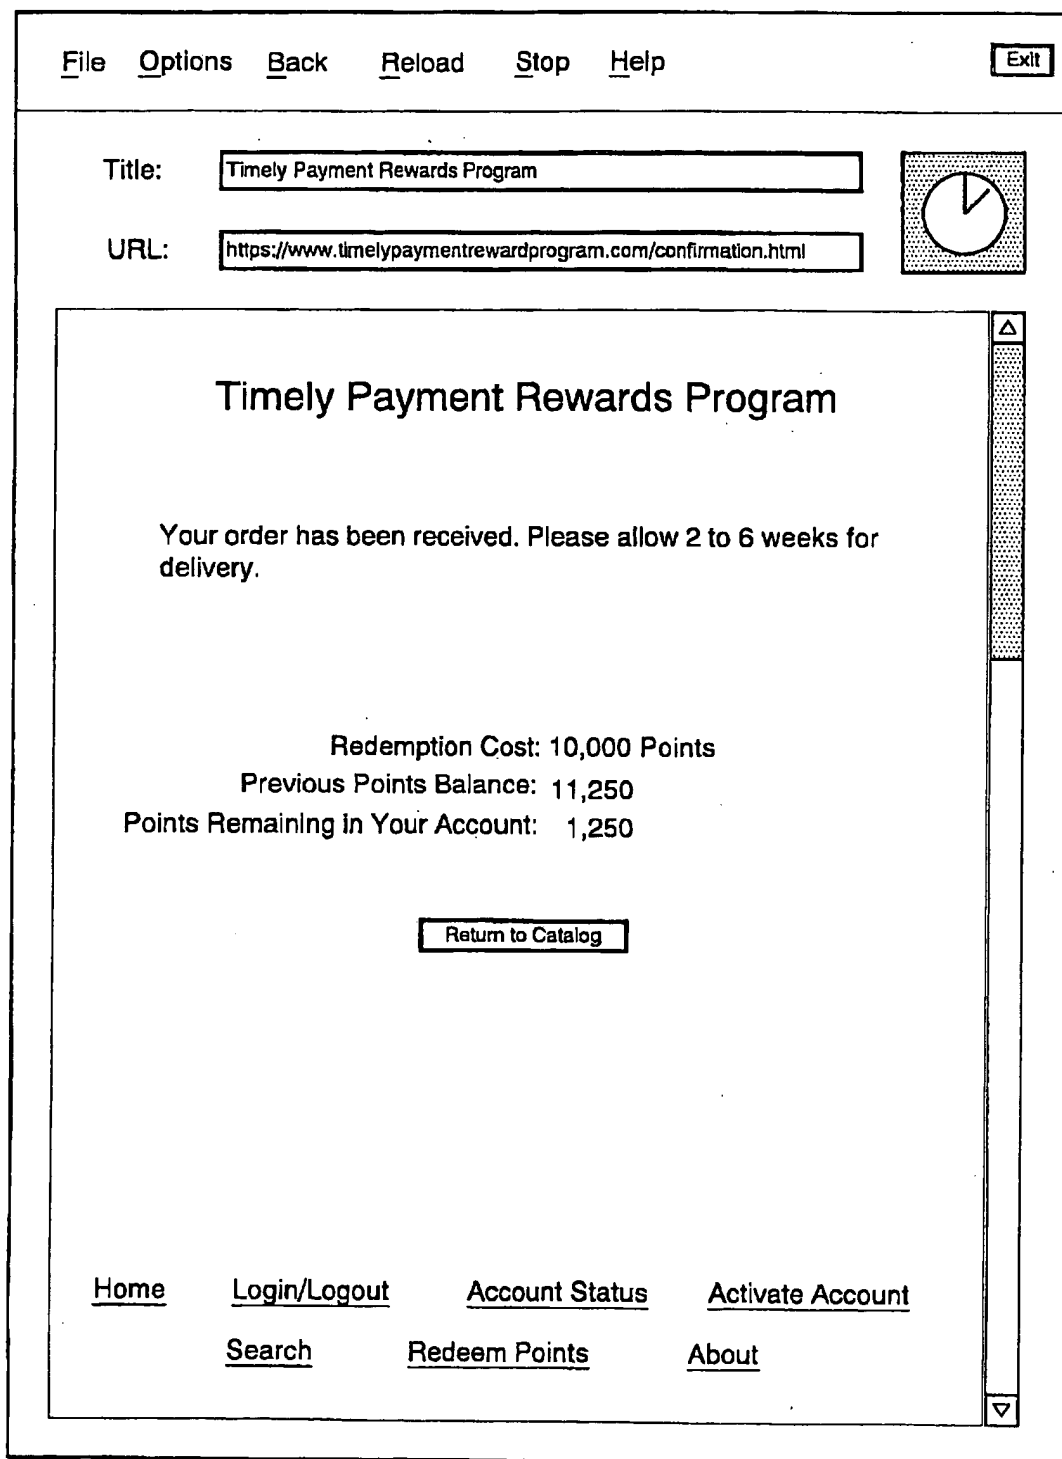 File Options Back Reload Stop Help Exit
Title: Timely Payment Rewards Program
URL: https://www.timelypaymentrewardprogram.com/confirmation.html
Timely Payment Rewards Program
Your order has been received. Please allow 2 to 6 weeks for
delivery.
Redemption Cost: 10,000 Points
Previous Points Balance: 11,250
Points Remaining in Your Account: 1,250
Return to Catalog
Home Login/Logout Account Status Activate Account
Search Redeem Points About